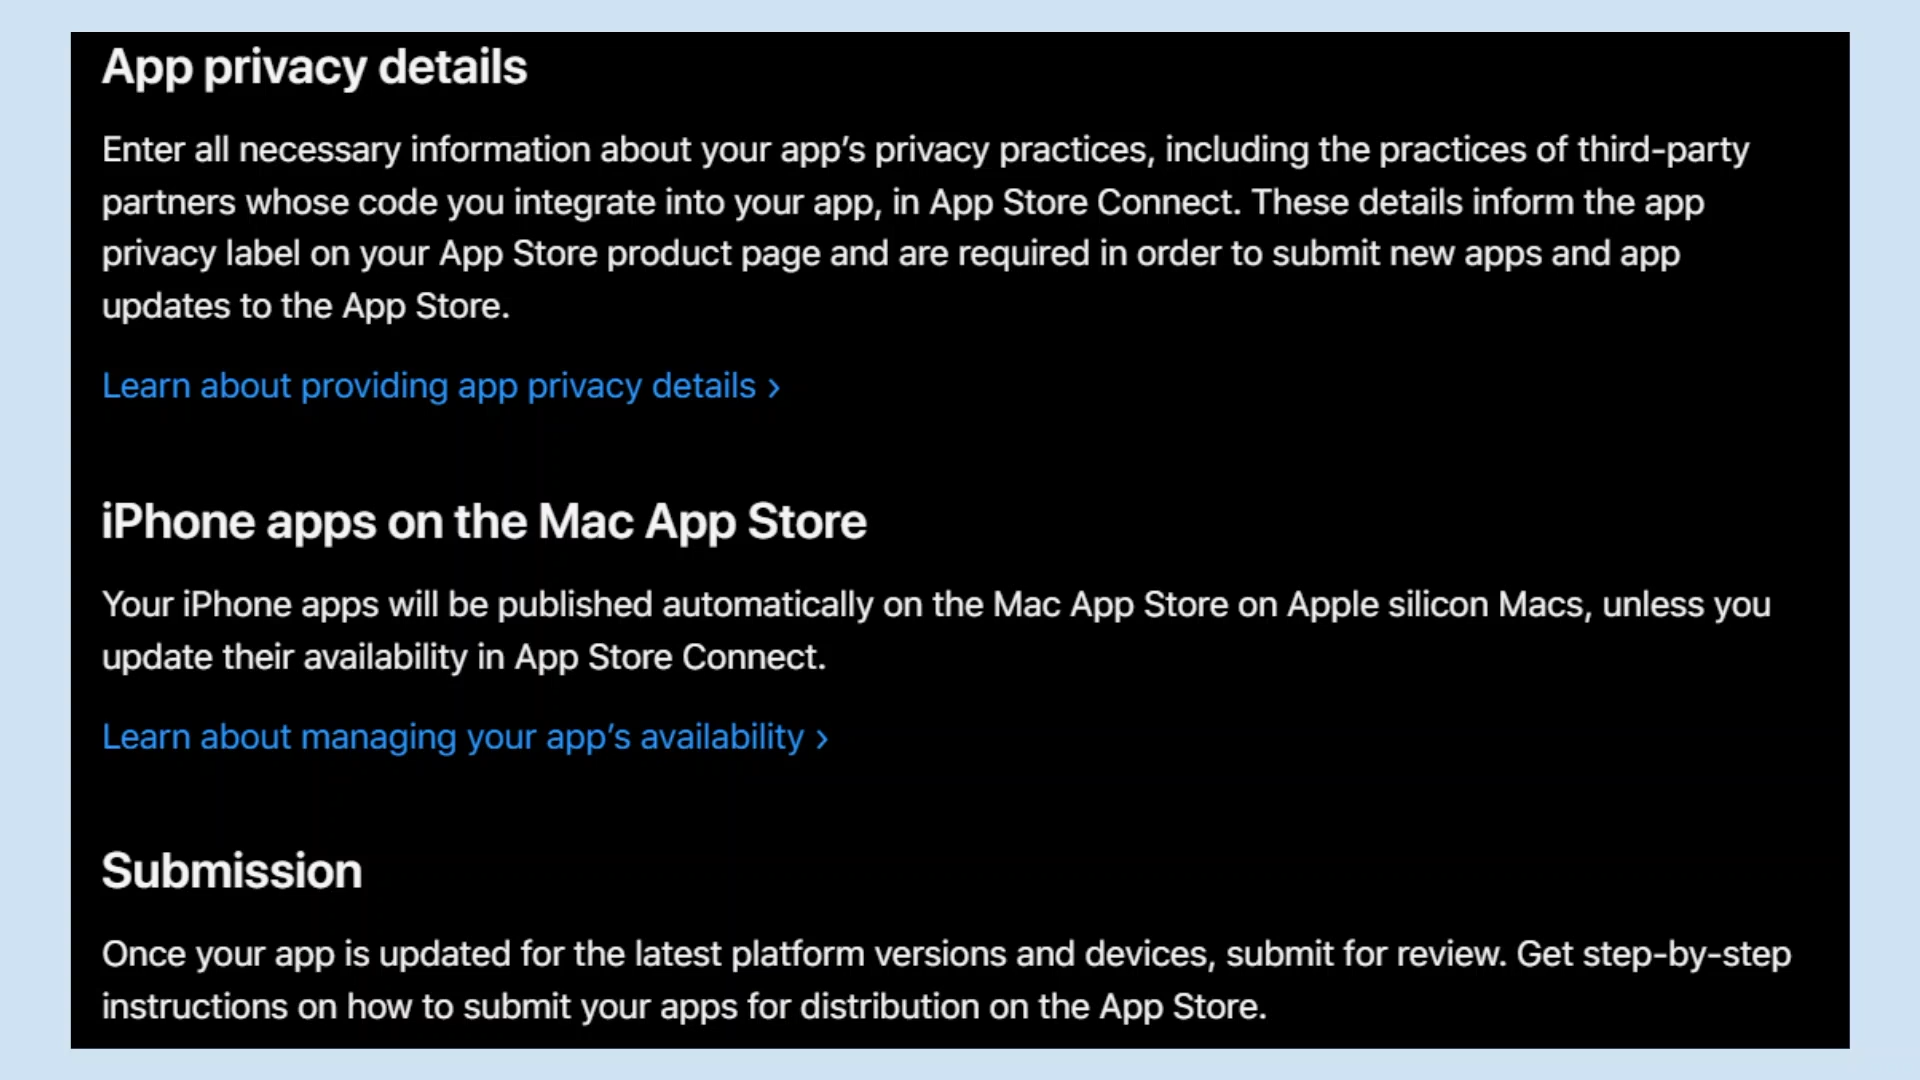 App privacy details
Enter all necessary information about your app’s privacy practices, including the practices of third-party
partners whose code you integrate into your app, in App Store Connect. These details inform the app
privacy label on your App Store product page and are required in order to submit new apps and app
updates to the App Store.
Learn about providing app privacy details ›
iPhone apps on the Mac App Store
Your iPhone apps will be published automatically on the Mac App Store on Apple silicon Macs, unless you
update their availability in App Store Connect.
Learn about managing your app’s availability ›
Submission
Once your app is updated for the latest platform versions and devices, submit for review. Get step-by-step
instructions on how to submit your apps for distribution on the App Store.